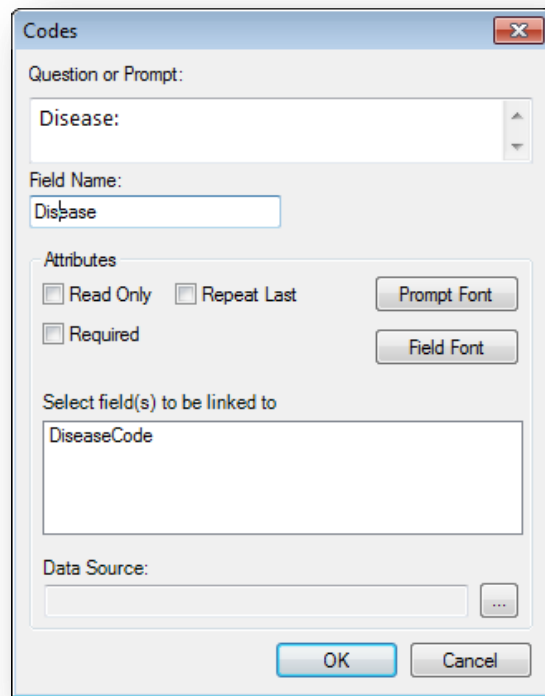 Codes
Question or Prompt:
Disease:
Field Name:
Disease
Attributes
Read Only Repeat Last Prompt Font
Required
Field Font
Select field(s) to be linked to
DiseaseCode
Data Source:
...
OK Cancel